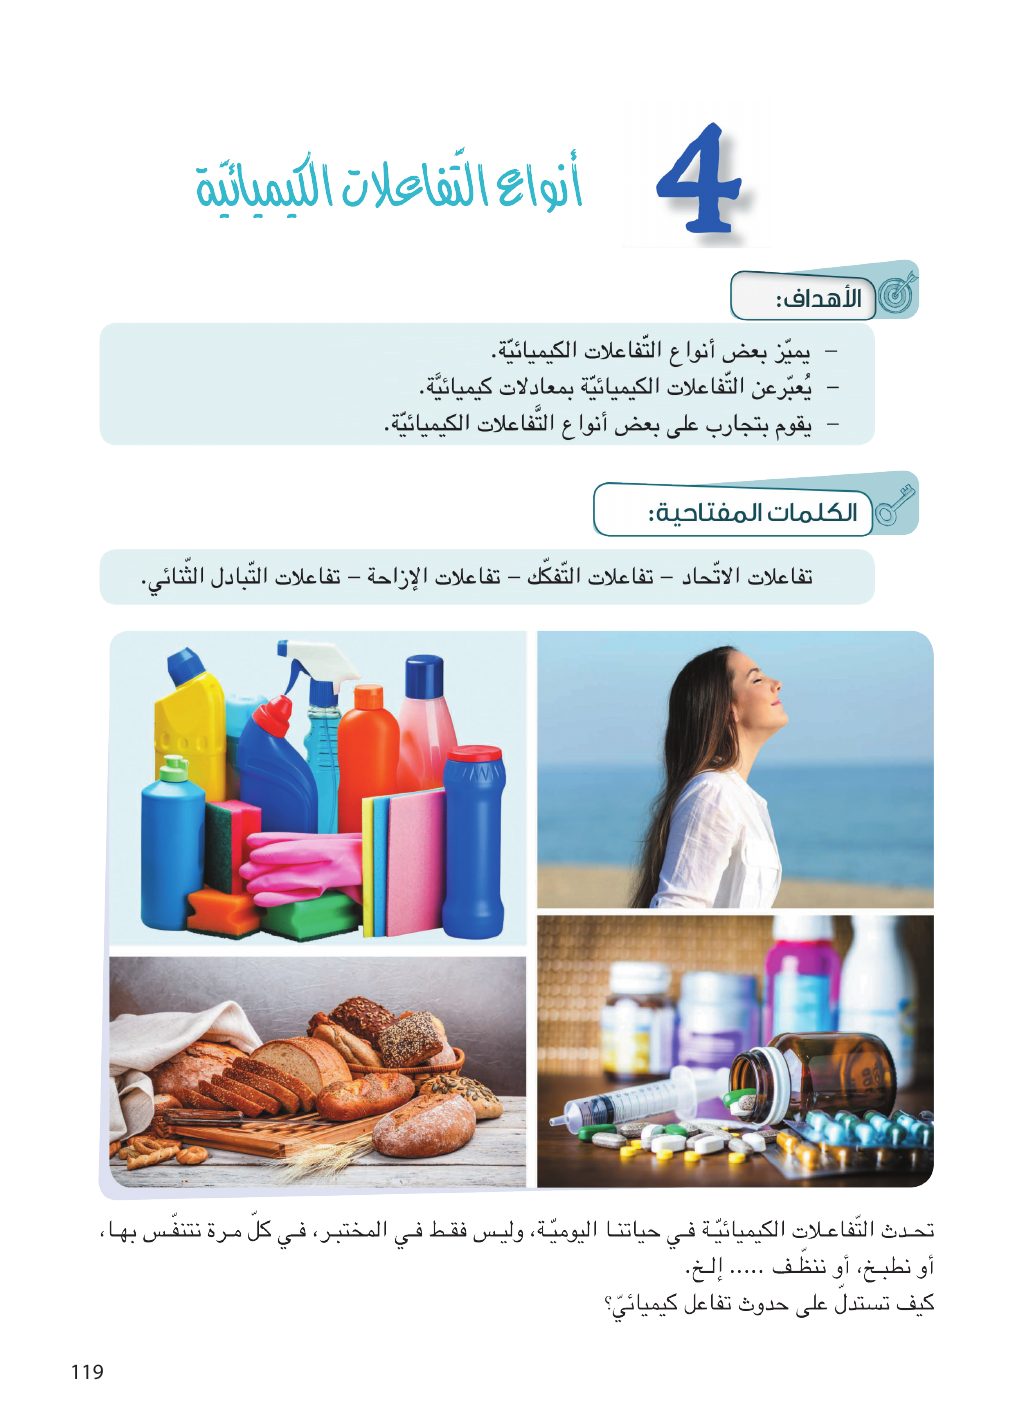 4
أنواع التّفاعلات الكيميائيّة
الأهداف:
– يميّز بعض أنواع التّفاعلات الكيميائيّة.
– يُعبّرعن التّفاعلات الكيميائيّة بمعادلات كيميائيَّة.
– يقوم بتجارب على بعض أنواع التَّفاعلات الكيميائيّة.
الكلمات المفتاحية:
تفاعلات الاتّحاد – تفاعلات التّفكّك – تفاعلات الإزاحة – تفاعلات التّبادل الثّنائي.
تحدث التّفاعلات الكيميائيّة في حياتنا اليوميّة، وليس فقط في المختبر، في كلّ مرة نتنفّس بها،
أو نطبخ، أو ننظّف ..... إلخ.
كيف تستدلّ على حدوث تفاعل كيميائيّ؟
119